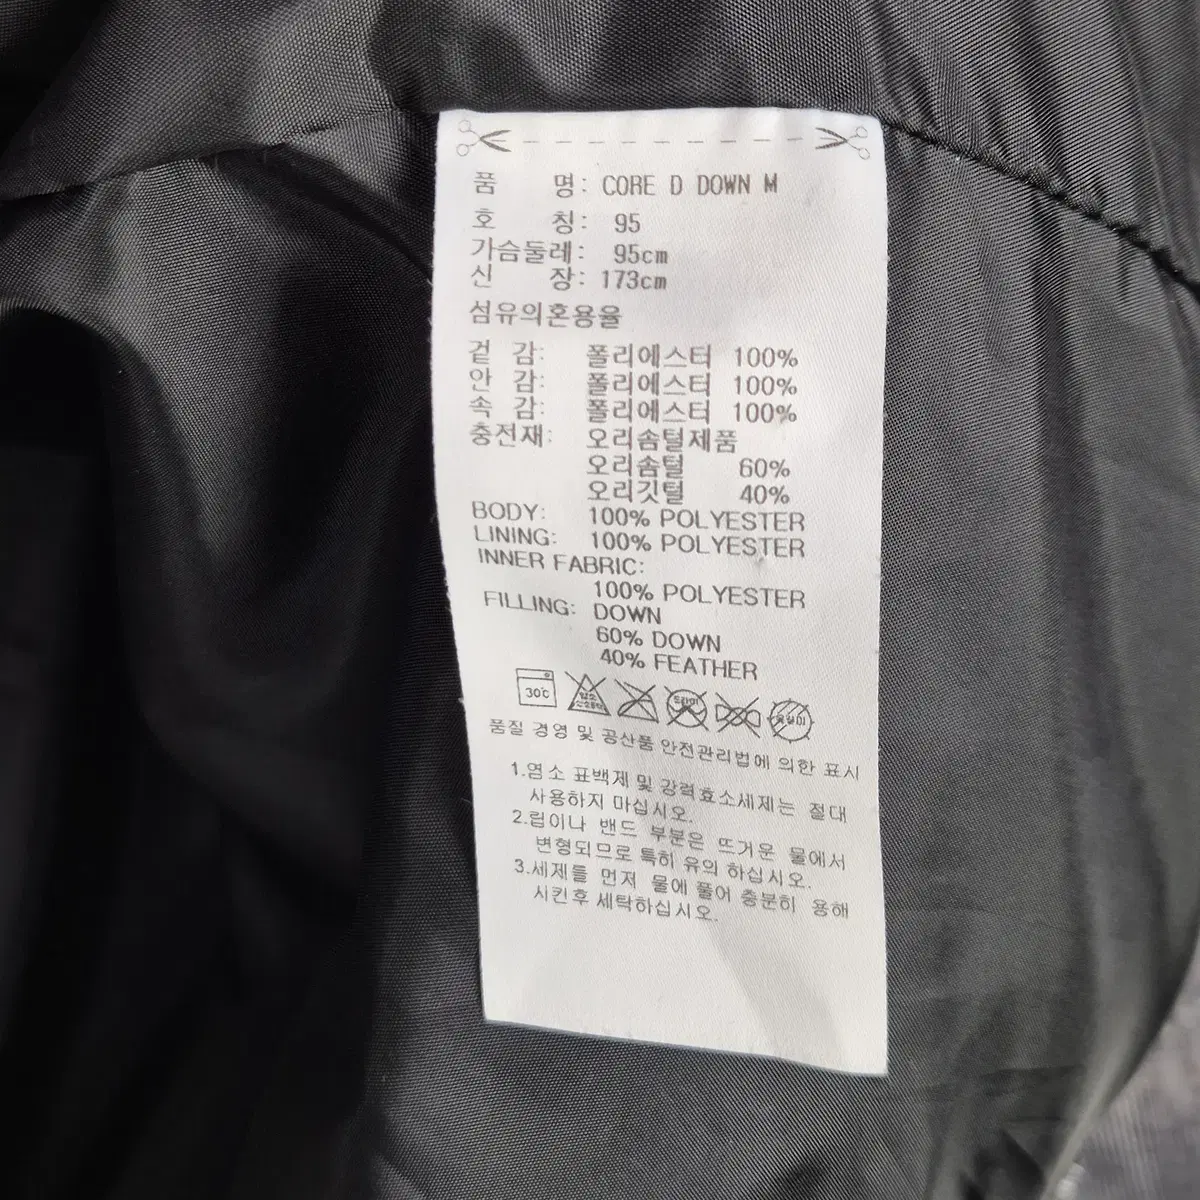 품 명: CORE D DOWN M
호 칭: 95
가슴둘레: 95cm
신 장: 173cm
섬유의혼용율
겉 감: 폴리에스터 100%
안 감: 폴리에스터 100%
속 감: 폴리에스터 100%
충전재: 오리솜털제품
오리솜털 60%
오리깃털 40%
BODY: 100% POLYESTER
LINING: 100% POLYESTER
INNER FABRIC:
100% POLYESTER
FILLING: DOWN
60% DOWN
40% FEATHER
30℃ 드라이
품질 경영 및 공산품 안전관리법에 의한 표시
1.염소 표백제 및 강력효소세제는 절대
사용하지 마십시오.
2.림이나 밴드 부분은 뜨거운 물에서
변형되므로 특히 유의 하십시오.
3.세제를 먼저 물에 풀어 충분히 용해
시킨후 세탁하십시오.